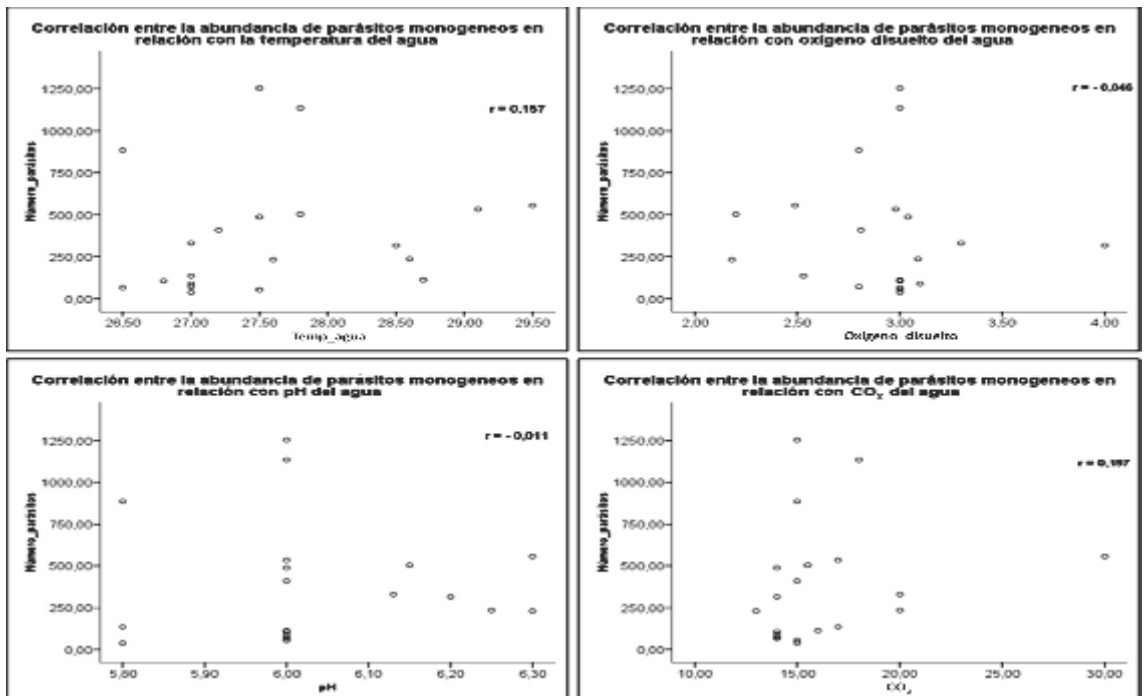 Correlación entre la abundancia de parásitos monogeneos en
relación con la temperatura del agua
r = 0,157
Número_parásitos
1250,00
1000,00
750,00
500,00
250,00
0,00
26,50 27,00 27,50 28,00 28,50 29,00 29,50
Temp_agua
Correlación entre la abundancia de parásitos monogeneos en
relación con oxigeno disuelto del agua
r = - 0,046
Número_parásitos
1250,00
1000,00
750,00
500,00
250,00
0,00
2,00 2,50 3,00 3,50 4,00
Oxigeno_disuelto
Correlación entre la abundancia de parásitos monogeneos en
relación con pH del agua
r = - 0,011
Número_parásitos
1250,00
1000,00
750,00
500,00
250,00
0,00
5,80 5,90 6,00 6,10 6,20 6,30
pH
Correlación entre la abundancia de parásitos monogeneos en
relación con CO₂ del agua
r = 0,197
Número_parásitos
1250,00
1000,00
750,00
500,00
250,00
0,00
10,00 15,00 20,00 25,00 30,00
CO₂